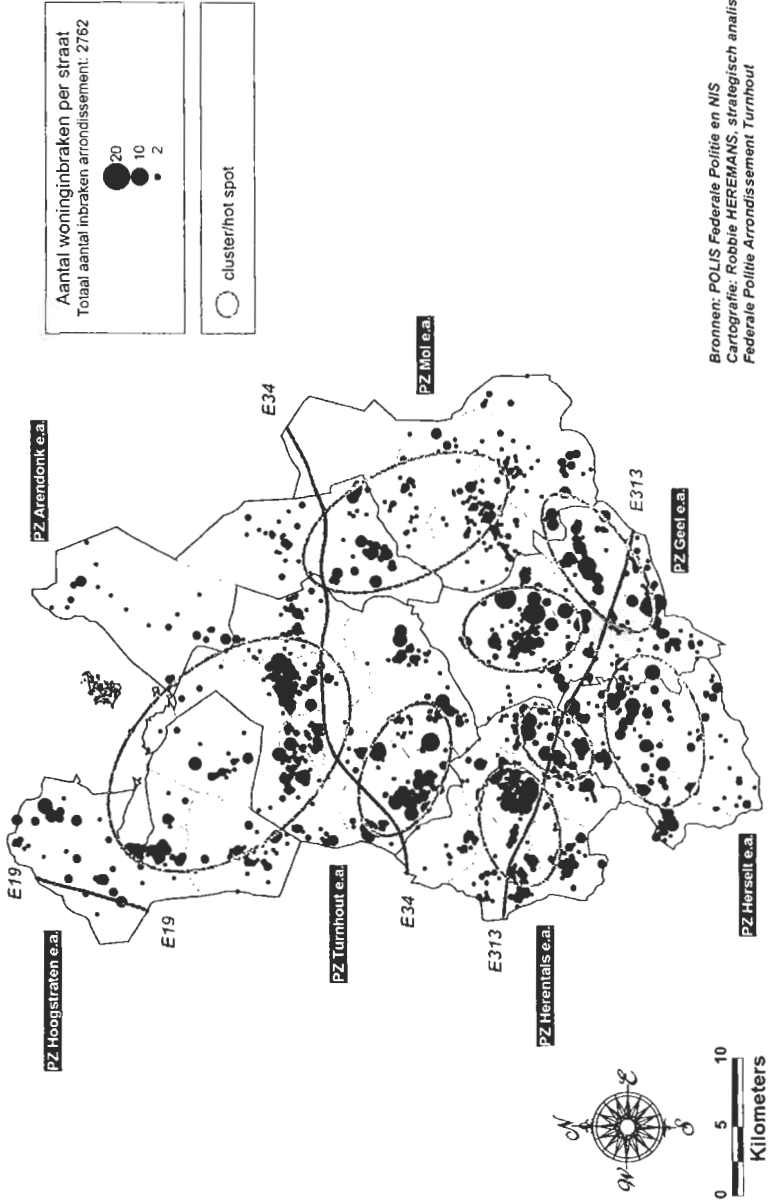 Aantal woninginbraken per straat
Totaal aantal inbraken arrondissement: 2762
20
10
2
cluster/hot spot
PZ Arendonk e.a.
PZ Hoogstraten e.a.
E19
E19
E34
PZ Mol e.a.
PZ Turnhout e.a.
E34
E313
PZ Herentals e.a.
E313
PZ Geel e.a.
PZ Herselt e.a.
N
W
E
S
0 5 10
Kilometers
Bronnen: POLIS Federale Politie en NIS
Cartografie: Robbie HEREMANS, strategisch analis
Federale Politie Arrondissement Turnhout